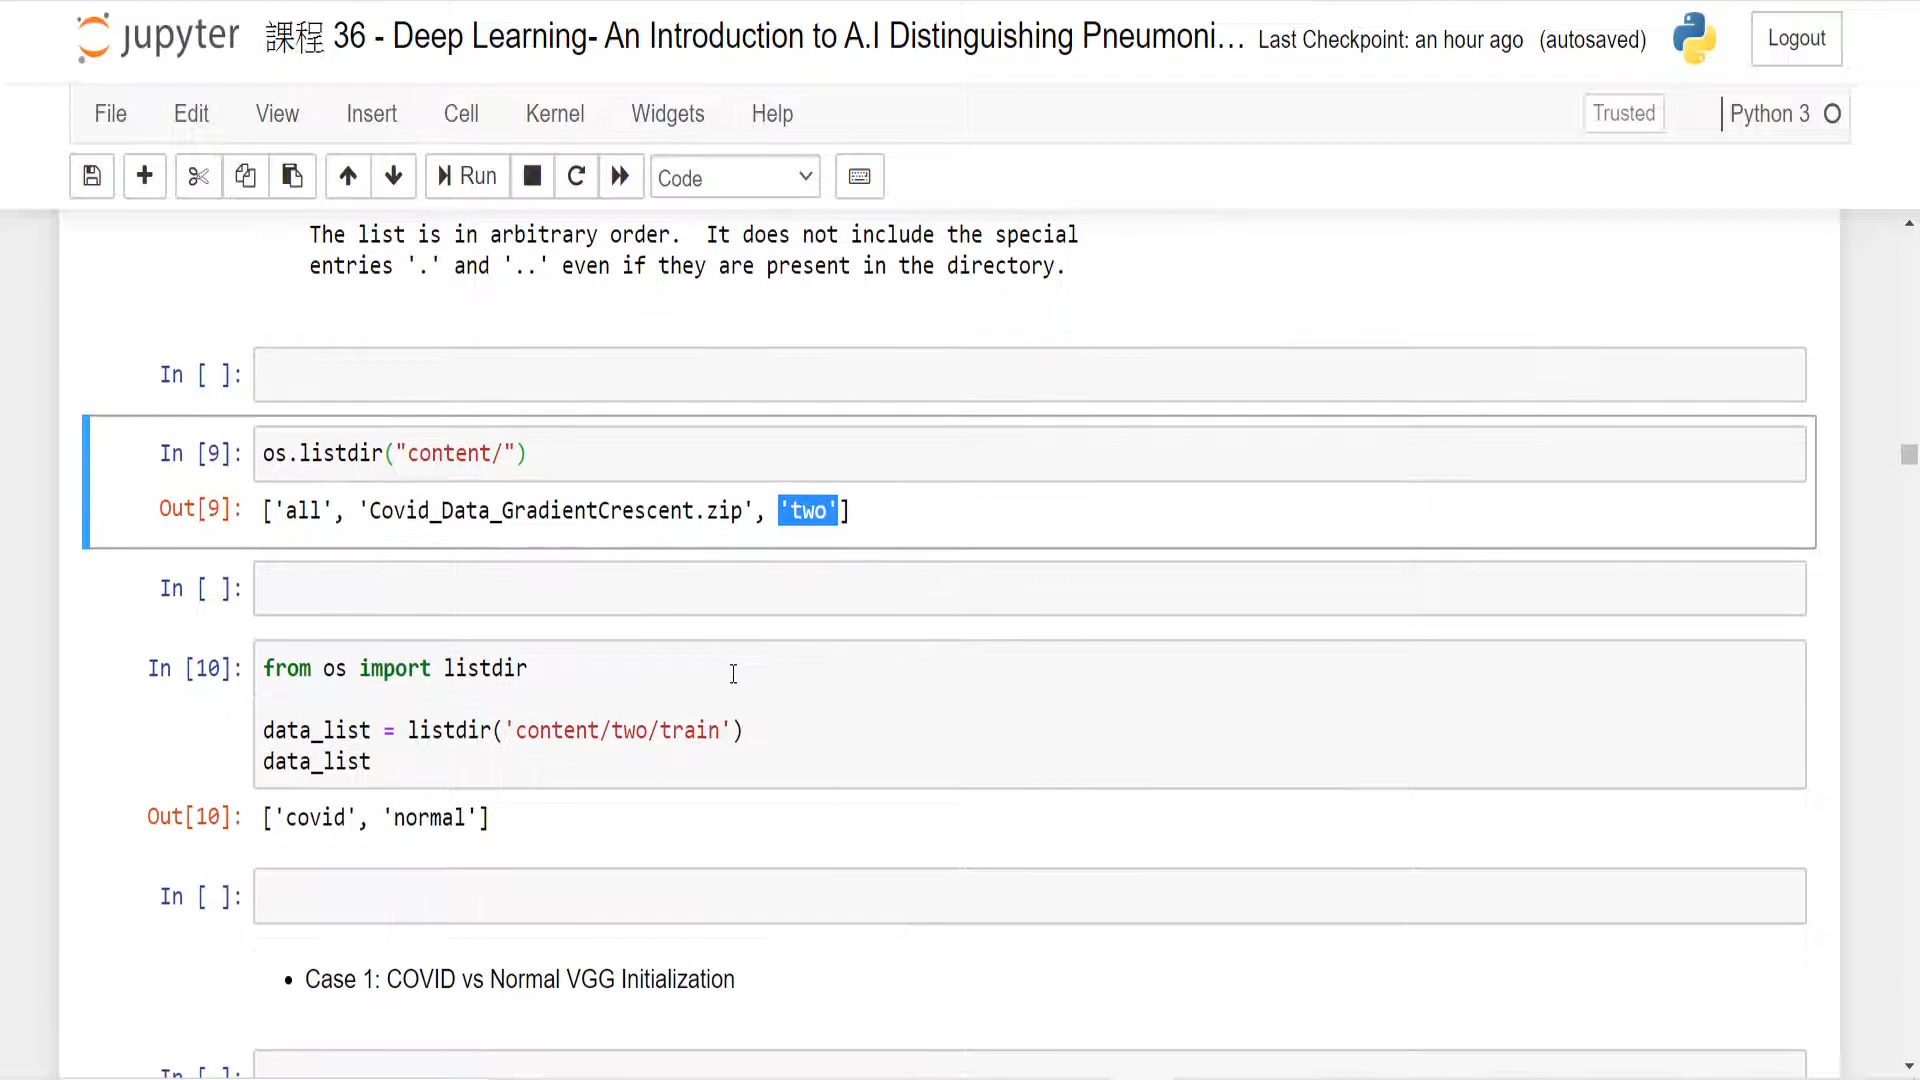 jupyter 課程 36 - Deep Learning- An Introduction to A.I Distinguishing Pneumoni... Last Checkpoint: an hour ago (autosaved) Logout
File Edit View Insert Cell Kernel Widgets Help Trusted Python 3
Run Code
The list is in arbitrary order. It does not include the special
entries '.' and '..' even if they are present in the directory.
In [ ]:
In [9]: os.listdir("content/")
Out[9]: ['all', 'Covid_Data_GradientCrescent.zip', 'two']
In [ ]:
In [10]: from os import listdir
data_list = listdir('content/two/train')
data_list
Out[10]: ['covid', 'normal']
In [ ]:
• Case 1: COVID vs Normal VGG Initialization
In [ ]: